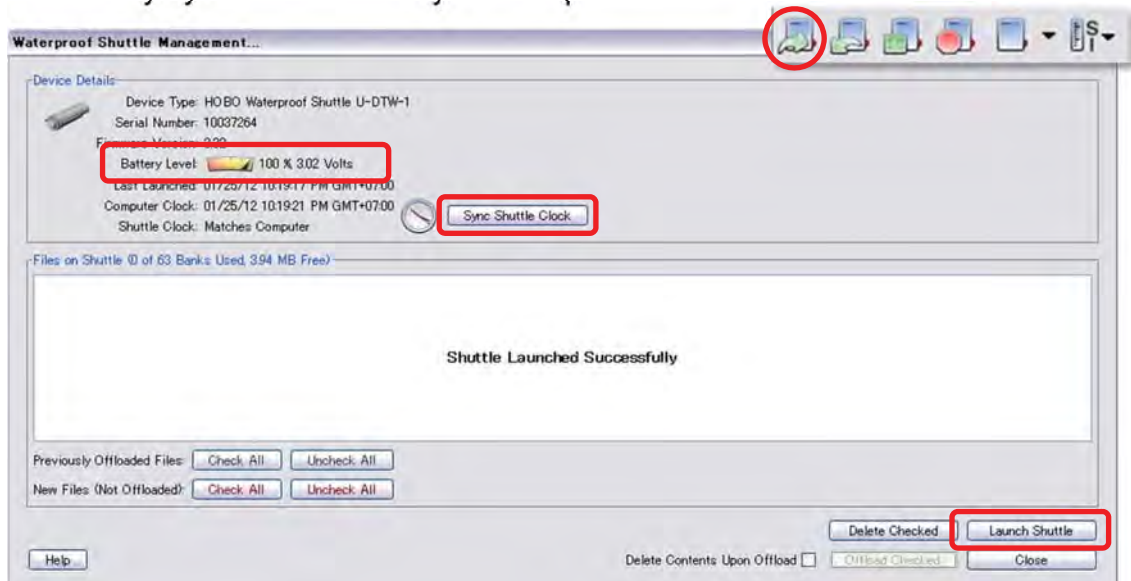 Waterproof Shuttle Management...
S
I
Device Details
Device Type: HOBO Waterproof Shuttle U-DTW-1
Serial Number: 10037264
Battery Level: 100 % 3.02 Volts
Last Launched: 01/25/12 10:19:17 PM GMT+07:00
Computer Clock: 01/25/12 10:19:21 PM GMT+07:00
Sync Shuttle Clock
Shuttle Clock: Matches Computer
Files on Shuttle (0 of 63 Banks Used, 3.94 MB Free)
Shuttle Launched Successfully
Previously Offloaded Files: Check All Uncheck All
New Files (Not Offloaded): Check All Uncheck All
Delete Checked Launch Shuttle
Help... Delete Contents Upon Offload Offload Checked Close